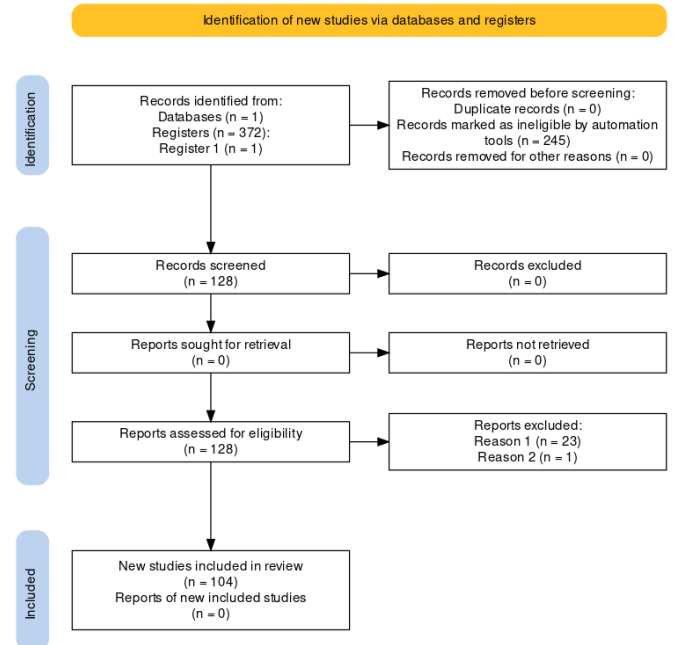 Identification of new studies via databases and registers
Identification
Records identified from:
Databases (n = 1)
Registers (n = 372):
Register 1 (n = 1)
Records removed before screening:
Duplicate records (n = 0)
Records marked as ineligible by automation
tools (n = 245)
Records removed for other reasons (n = 0)
Screening
Records screened
(n = 128)
Records excluded
(n = 0)
Reports sought for retrieval
(n = 0)
Reports not retrieved
(n = 0)
Reports assessed for eligibility
(n = 128)
Reports excluded:
Reason 1 (n = 23)
Reason 2 (n = 1)
Included
New studies included in review
(n = 104)
Reports of new included studies
(n = 0)